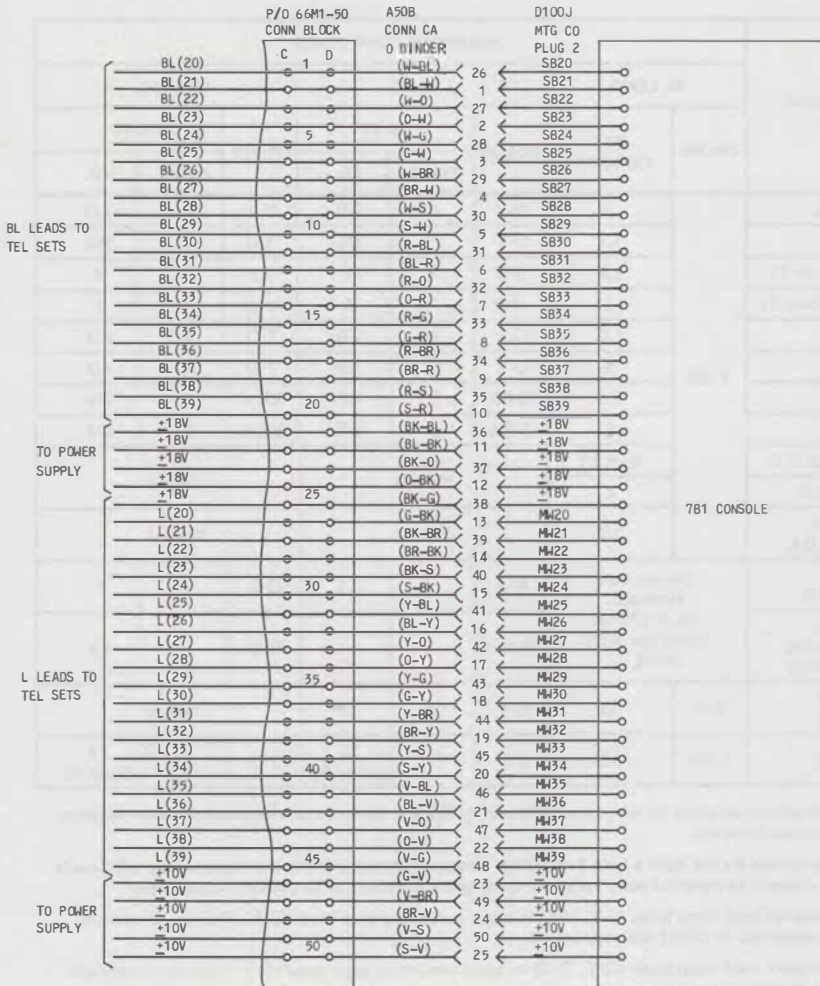 P/O 66M1-50 A50B D100J
CONN BLOCK CONN CA MTG CO
O BINDER PLUG 2
C D
BL(20) 1 (W-BL) 26 SB20
BL(21) (BL-W) 1 SB21
BL(22) (W-O) 27 SB22
BL(23) (O-W) 2 SB23
BL(24) 5 (W-G) 28 SB24
BL(25) (G-W) 3 SB25
BL(26) (W-BR) 29 SB26
BL(27) (BR-W) 4 SB27
BL(28) (W-S) 30 SB28
BL(29) 10 (S-W) 5 SB29
BL LEADS TO
TEL SETS
BL(30) (R-BL) 31 SB30
BL(31) (BL-R) 6 SB31
BL(32) (R-O) 32 SB32
BL(33) (O-R) 7 SB33
BL(34) 15 (R-G) 33 SB34
BL(35) (G-R) 8 SB35
BL(36) (R-BR) 34 SB36
BL(37) (BR-R) 9 SB37
BL(38) (R-S) 35 SB38
BL(39) 20 (S-R) 10 SB39
±18V (BK-BL) 36 ±18V
±18V (BL-BK) 11 ±18V
TO POWER
SUPPLY
±18V (BK-O) 37 ±18V
±18V (O-BK) 12 ±18V
±18V 25 (BK-G) 38 ±18V
7B1 CONSOLE
L(20) (G-BK) 13 MW20
L(21) (BK-BR) 39 MW21
L(22) (BR-BK) 14 MW22
L(23) (BK-S) 40 MW23
L(24) 30 (S-BK) 15 MW24
L(25) (Y-BL) 41 MW25
L(26) (BL-Y) 16 MW26
L(27) (Y-O) 42 MW27
L(28) (O-Y) 17 MW28
L LEADS TO
TEL SETS
L(29) 35 (Y-G) 43 MW29
L(30) (G-Y) 18 MW30
L(31) (Y-BR) 44 MW31
L(32) (BR-Y) 19 MW32
L(33) (Y-S) 45 MW33
L(34) 40 (S-Y) 20 MW34
L(35) (V-BL) 46 MW35
L(36) (BL-V) 21 MW36
L(37) (V-O) 47 MW37
L(38) (O-V) 22 MW38
L(39) 45 (V-G) 48 MW39
±10V (G-V) 23 ±10V
±10V (V-BR) 49 ±10V
TO POWER
SUPPLY
±10V (BR-V) 24 ±10V
±10V (V-S) 50 ±10V
±10V 50 (S-V) 25 ±10V